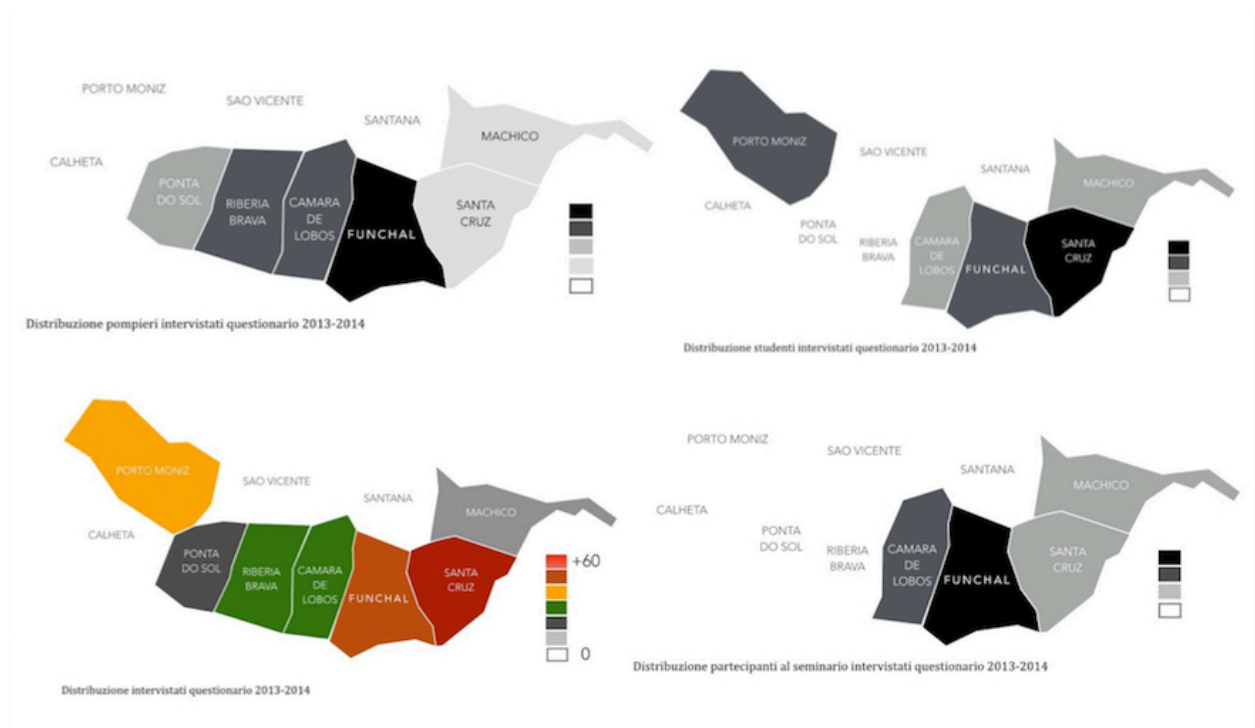 PORTO MONIZ
SAO VICENTE
SANTANA
MACHICO
CALHETA
PONTA
DO SOL
RIBERIA
BRAVA
CAMARA
DE
LOBOS
FUNCHAL
SANTA
CRUZ
Distribuzione pompieri intervistati questionario 2013-2014
PORTO MONIZ
SAO VICENTE
SANTANA
MACHICO
CALHETA
PONTA
DO SOL
RIBERIA
BRAVA
CAMARA
DE
LOBOS
FUNCHAL
SANTA
CRUZ
Distribuzione studenti intervistati questionario 2013-2014
PORTO MONIZ
SAO VICENTE
SANTANA
MACHICO
CALHETA
PONTA
DO SOL
RIBERIA
BRAVA
CAMARA
DE
LOBOS
FUNCHAL
SANTA
CRUZ
+60
0
Distribuzione intervistati questionario 2013-2014
PORTO MONIZ
SAO VICENTE
SANTANA
MACHICO
CALHETA
PONTA
DO SOL
RIBERIA
BRAVA
CAMARA
DE
LOBOS
FUNCHAL
SANTA
CRUZ
Distribuzione partecipanti al seminario intervistati questionario 2013-2014